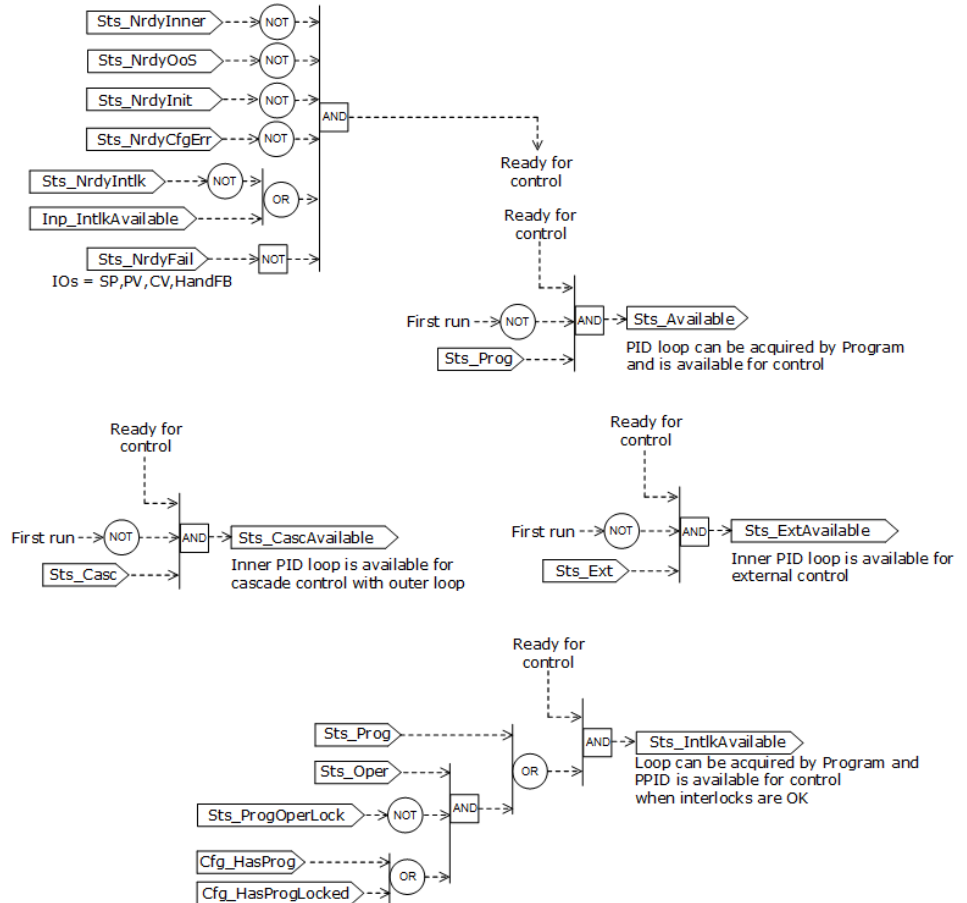 Sts_NrdyInner
NOT
Sts_NrdyOoS
NOT
Sts_NrdyInit
NOT
AND
Sts_NrdyCfgErr
NOT
Ready for
control
Sts_NrdyIntlk
NOT
OR
Inp_IntlkAvailable
Sts_NrdyFail
NOT
IOs = SP,PV,CV,HandFB
Ready for
control
First run
NOT
AND
Sts_Available
Sts_Prog
PID loop can be acquired by Program
and is available for control
Ready for
control
First run
NOT
AND
Sts_CascAvailable
Sts_Casc
Inner PID loop is available for
cascade control with outer loop
Ready for
control
First run
NOT
AND
Sts_ExtAvailable
Sts_Ext
Inner PID loop is available for
external control
Ready for
control
Sts_Prog
AND
Sts_IntlkAvailable
Loop can be acquired by Program and
PPID is available for control
when interlocks are OK
Sts_Oper
OR
Sts_ProgOperLock
NOT
AND
Cfg_HasProg
OR
Cfg_HasProgLocked